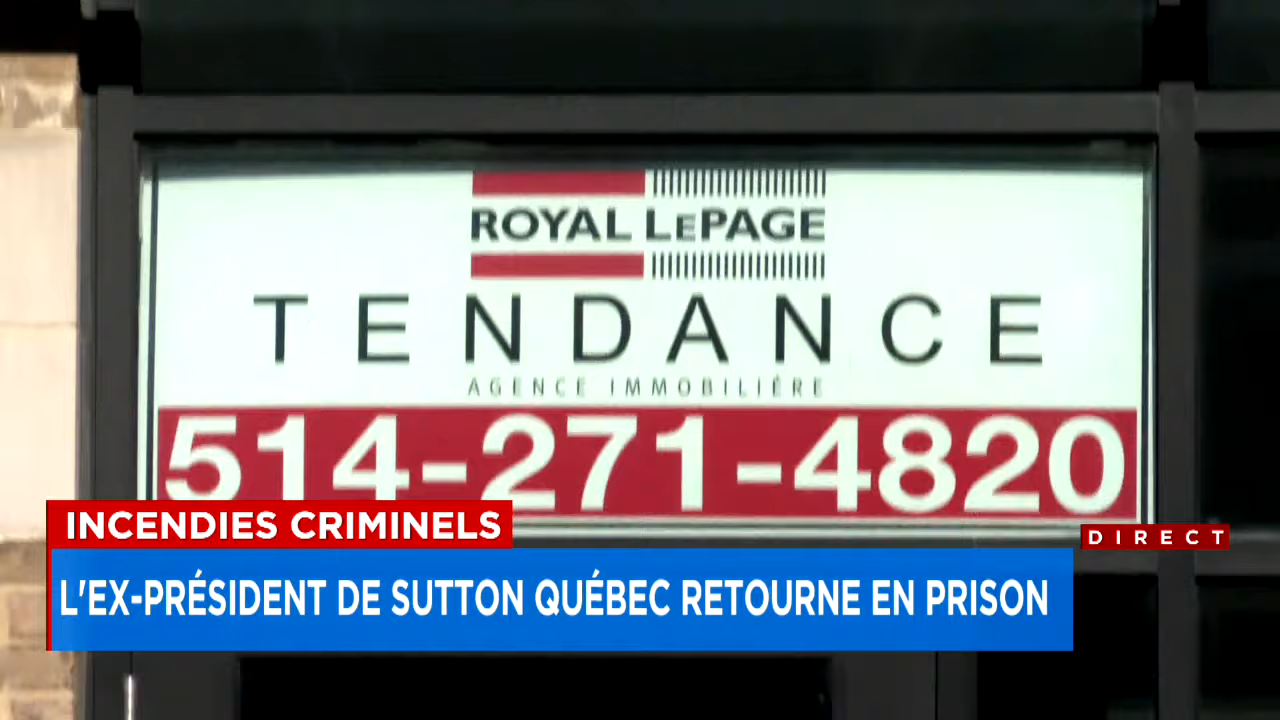 ROYAL LEPAGE
TENDANCE
AGENCE IMMOBILIÈRE
514-271-4820
INCENDIES CRIMINELS
DIRECT
L'EX-PRÉSIDENT DE SUTTON QUÉBEC RETOURNE EN PRISON